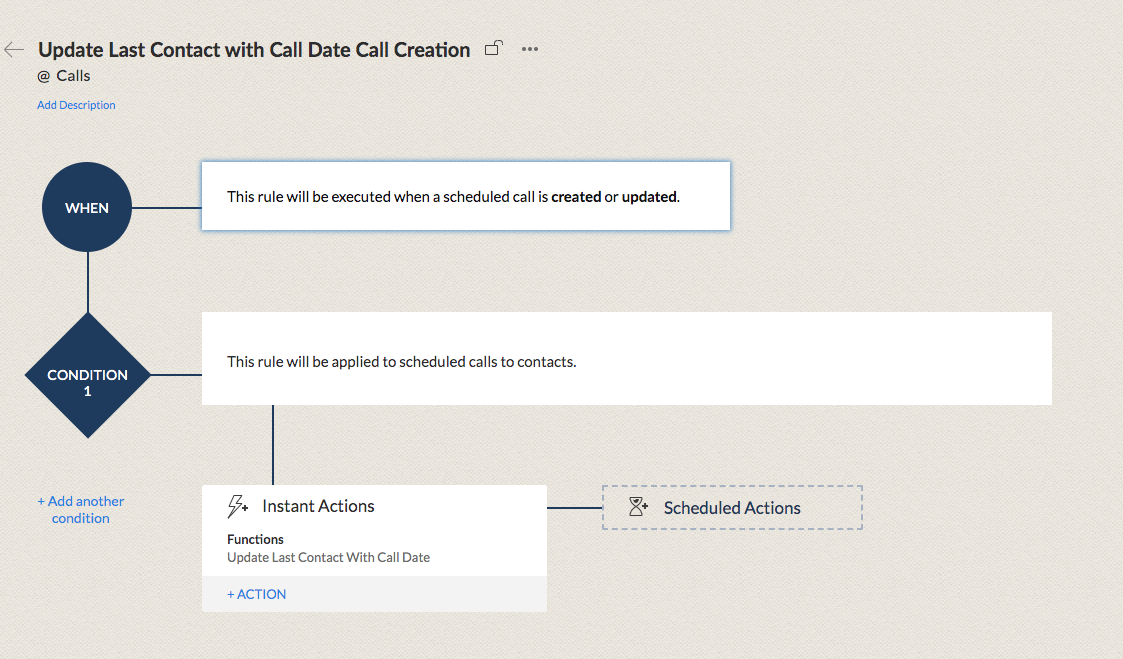 Update Last Contact with Call Date Call Creation
@ Calls
Add Description
WHEN
This rule will be executed when a scheduled call is created or updated.
CONDITION
1
This rule will be applied to scheduled calls to contacts.
+ Add another
condition
Instant Actions
Functions
Update Last Contact With Call Date
+ ACTION
Scheduled Actions